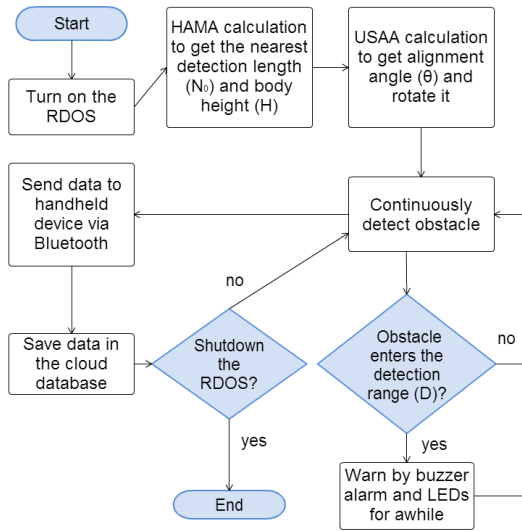 Start
Turn on the
RDOS
HAMA calculation
to get the nearest
detection length
(N₀) and body
height (H)
USAA calculation
to get alignment
angle (θ) and
rotate it
Send data to
handheld
device via
Bluetooth
Continuously
detect obstacle
no
Save data in
the cloud
database
Shutdown
the
RDOS?
Obstacle
enters the
detection
range (D)?
no
yes
yes
End
Warn by buzzer
alarm and LEDs
for awhile